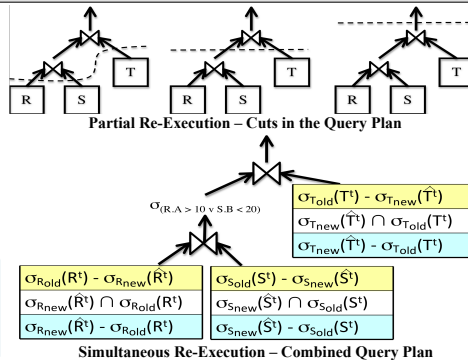 T
R S
T
R S
T
R S
Partial Re-Execution – Cuts in the Query Plan
σ(R.A > 10 v S.B < 20)
σTold(Tᵗ) - σTnew(T̂ᵗ)
σTnew(T̂ᵗ) ∩ σTold(Tᵗ)
σTnew(T̂ᵗ) - σTold(Tᵗ)
σRold(Rᵗ) - σRnew(R̂ᵗ)
σRnew(R̂ᵗ) ∩ σRold(Rᵗ)
σRnew(R̂ᵗ) - σRold(Rᵗ)
σSold(Sᵗ) - σSnew(Ŝᵗ)
σSnew(Ŝᵗ) ∩ σSold(Sᵗ)
σSnew(Ŝᵗ) - σSold(Sᵗ)
Simultaneous Re-Execution – Combined Query Plan